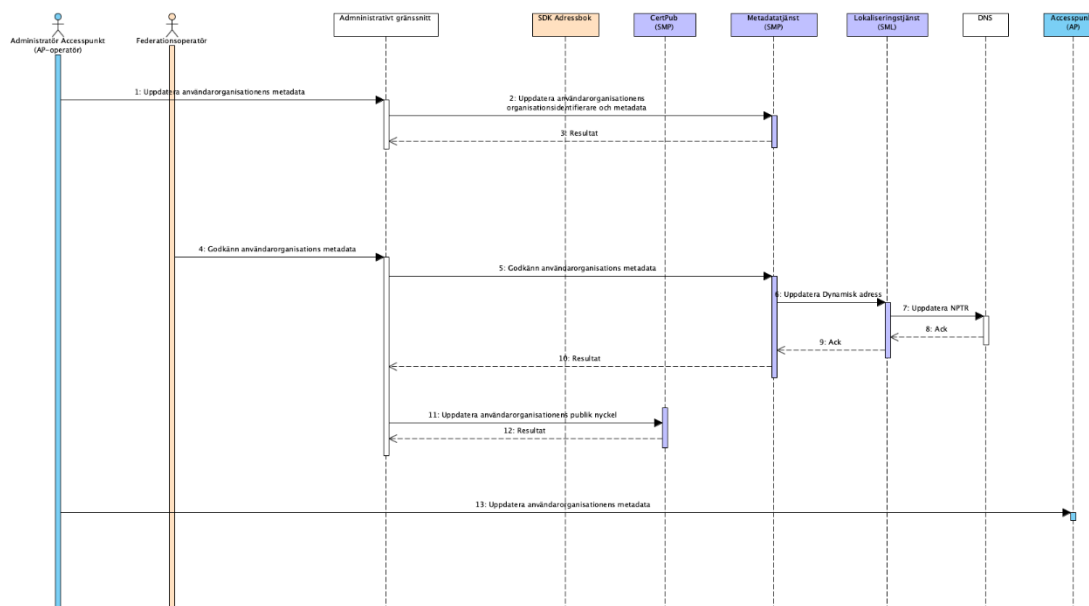 Administratör Accesspunkt
(AP-operatör)
Federationsoperatör
Admninistrativt gränssnitt
SDK Adressbok
CertPub
(SMP)
Metadatatjänst
(SMP)
Lokaliseringstjänst
(SML)
DNS
Accesspunkt
(AP)
1: Uppdatera användarorganisationens metadata
2: Uppdatera användarorganisationens
organisationsidentifierare och metadata
3: Resultat
4: Godkänn användarorganisations metadata
5: Godkänn användarorganisations metadata
6: Uppdatera Dynamisk adress
7: Uppdatera NPTR
8: Ack
9: Ack
10: Resultat
11: Uppdatera användarorganisationens publik nyckel
12: Resultat
13: Uppdatera användarorganisationens metadata